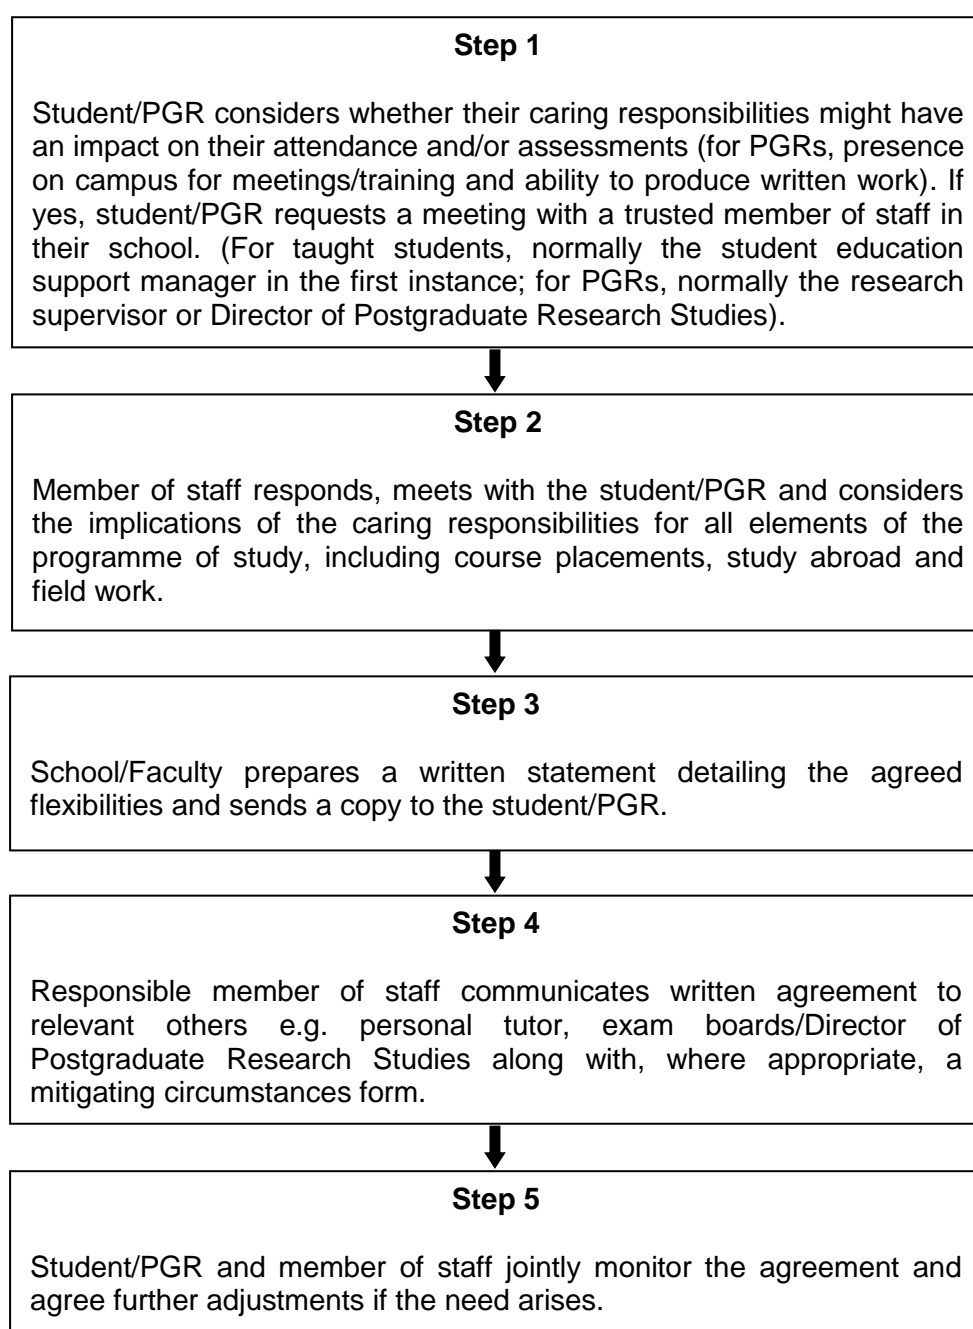 Step 1
Student/PGR considers whether their caring responsibilities might have
an impact on their attendance and/or assessments (for PGRs, presence
on campus for meetings/training and ability to produce written work). If
yes, student/PGR requests a meeting with a trusted member of staff in
their school. (For taught students, normally the student education
support manager in the first instance; for PGRs, normally the research
supervisor or Director of Postgraduate Research Studies).
Step 2
Member of staff responds, meets with the student/PGR and considers
the implications of the caring responsibilities for all elements of the
programme of study, including course placements, study abroad and
field work.
Step 3
School/Faculty prepares a written statement detailing the agreed
flexibilities and sends a copy to the student/PGR.
Step 4
Responsible member of staff communicates written agreement to
relevant others e.g. personal tutor, exam boards/Director of
Postgraduate Research Studies along with, where appropriate, a
mitigating circumstances form.
Step 5
Student/PGR and member of staff jointly monitor the agreement and
agree further adjustments if the need arises.